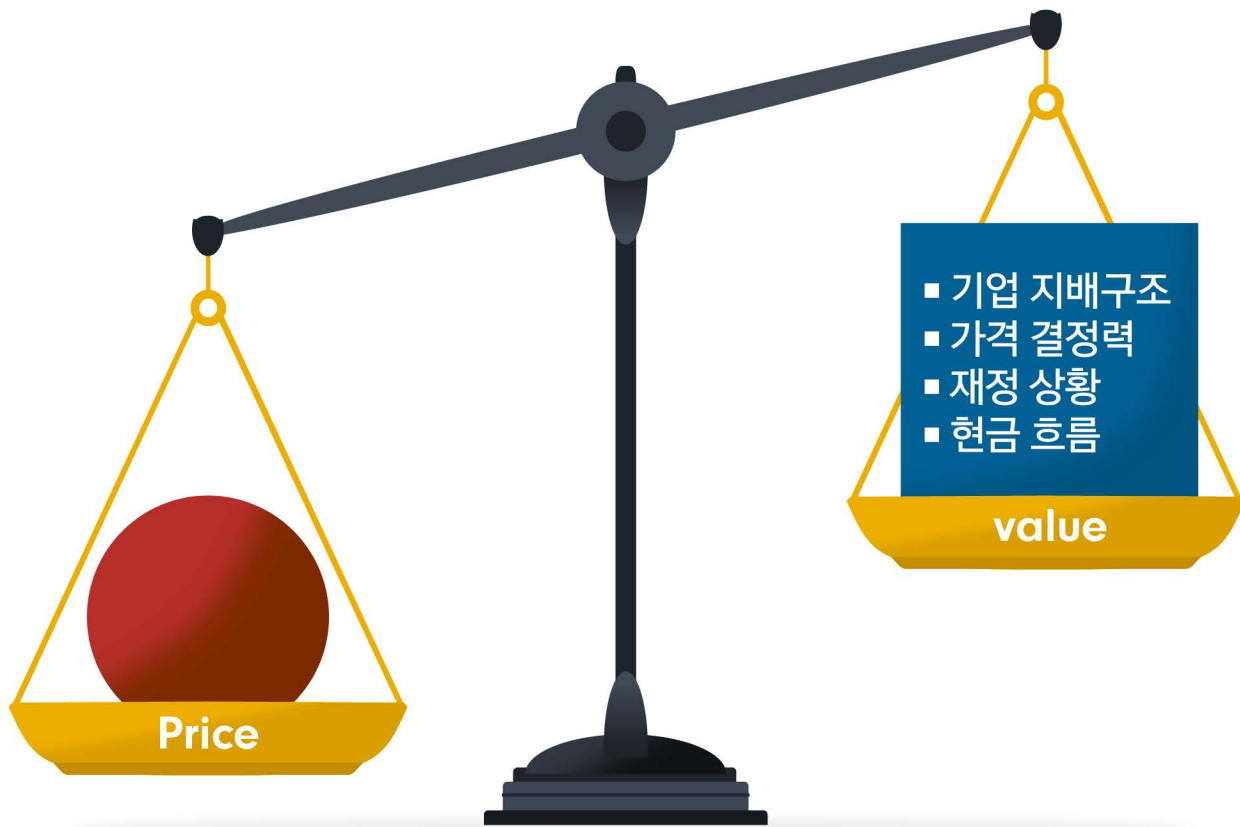 ■ 기업 지배구조
■ 가격 결정력
■ 재정 상황
■ 현금 흐름
value
Price